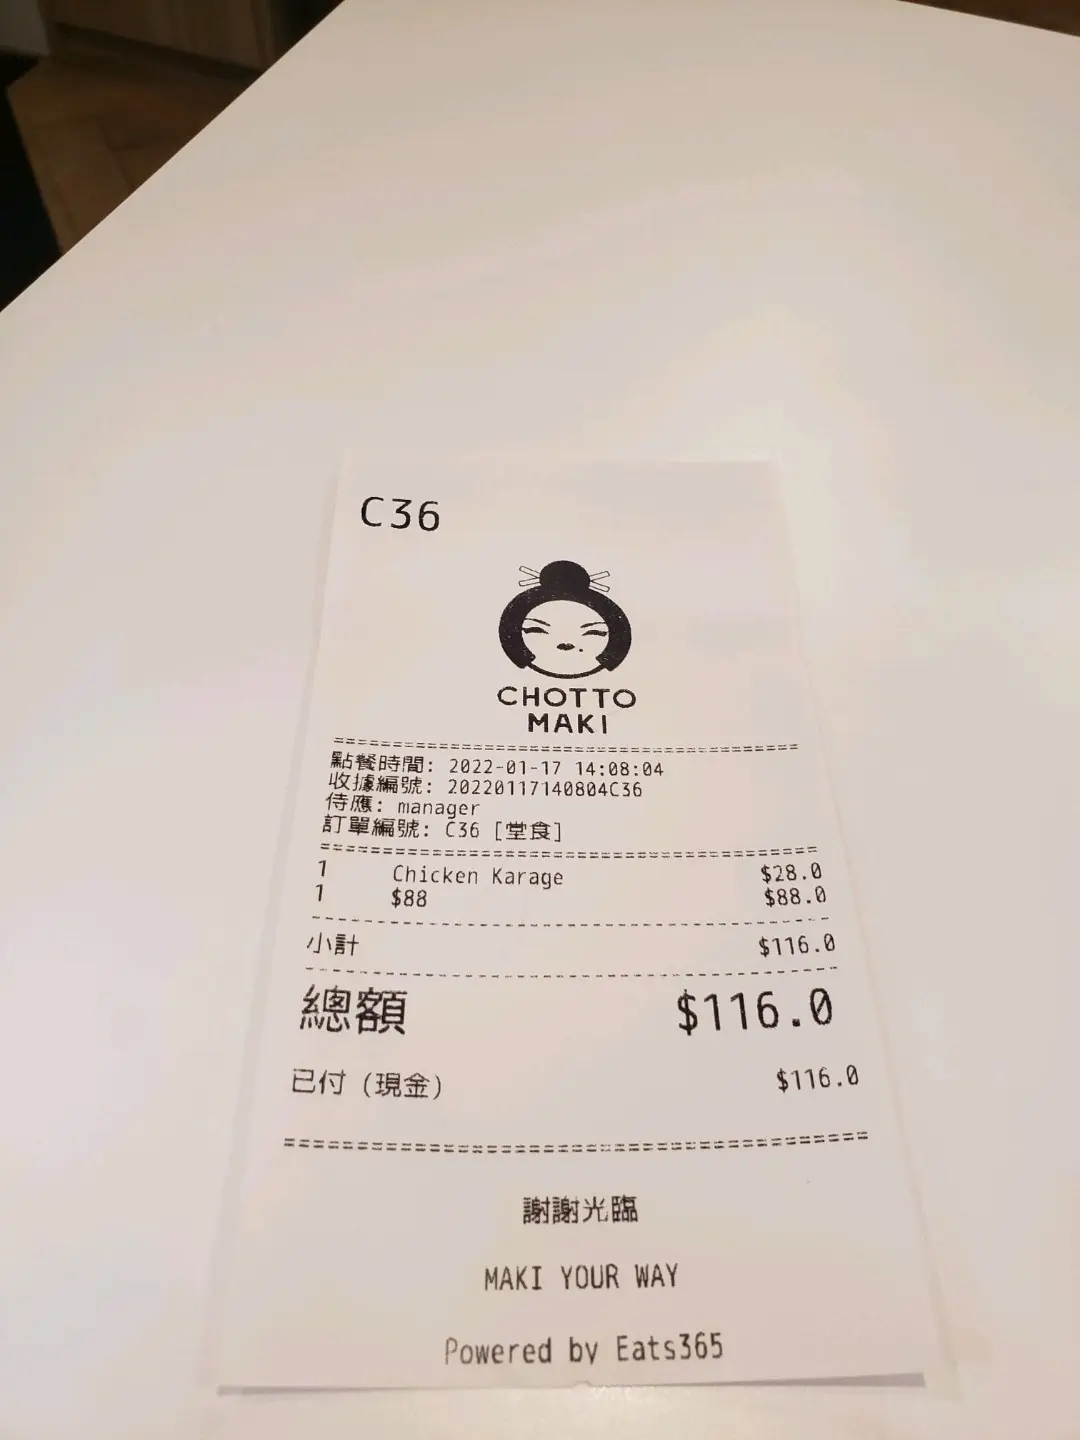 C36
CHOTTO
MAKI
==========================================
點餐時間: 2022-01-17 14:08:04
收據編號: 20220117140804C36
侍應: manager
訂單編號: C36 [堂食]
==========================================
1 Chicken Karage $28.0
1 $88 $88.0
------------------------------------------
小計 $116.0
------------------------------------------
總額 $116.0
已付 (現金) $116.0
==========================================
謝謝光臨
MAKI YOUR WAY
Powered by Eats365